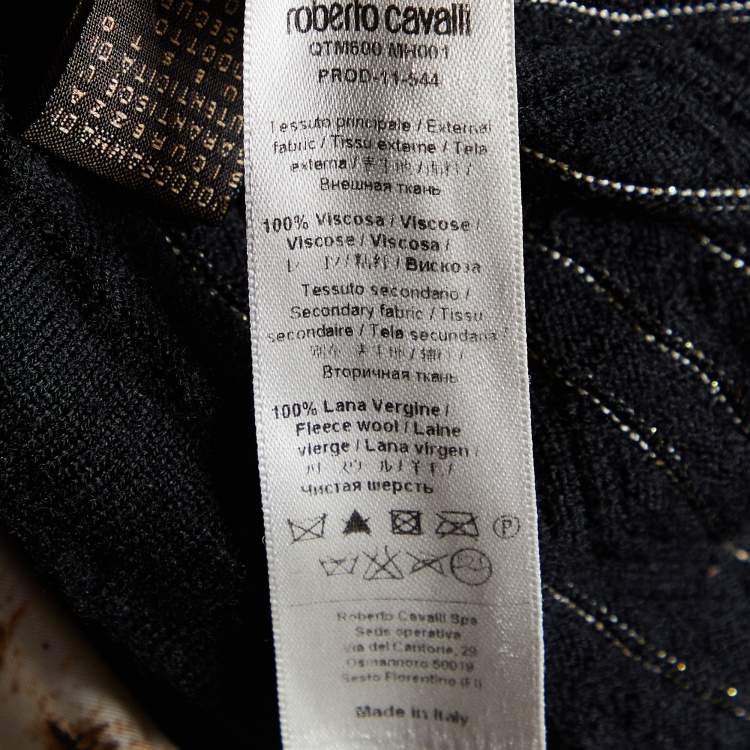 roberto cavalli
QTM600 MH001
PROD-11-544
Tessuto principale / External
fabric / Tissu externe / Tela
externa /
Внешная ткань
100% Viscosa / Viscose /
Viscose / Viscosa /
Вискоза
Tessuto secondario /
Secondary fabric / Tissu
secondaire / Tela secundaria /
Вторичная ткань
100% Lana Vergine /
Fleece wool / Laine
vierge / Lana virgen /
Чистая шерсть
P
Roberto Cavalli Spa
Sede operativa
via del Cantone, 29
Osmannoro 50019
Sesto Fiorentino (FI)
Made in Italy